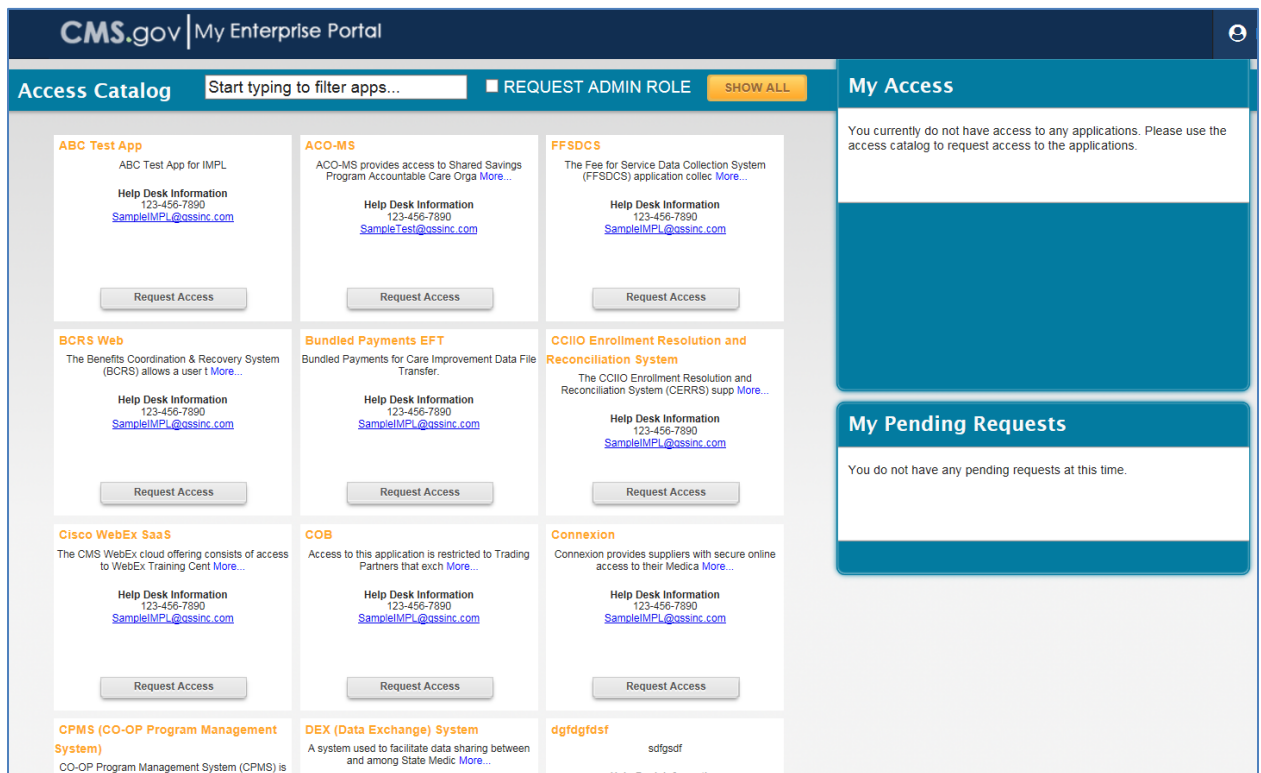 CMS.gov My Enterprise Portal
Access Catalog
Start typing to filter apps...
REQUEST ADMIN ROLE
SHOW ALL
ABC Test App
ABC Test App for IMPL
Help Desk Information
123-456-7890
SampleIMPL@qssinc.com
Request Access
ACO-MS
ACO-MS provides access to Shared Savings
Program Accountable Care Orga More...
Help Desk Information
123-456-7890
SampleTest@qssinc.com
Request Access
FFSDCS
The Fee for Service Data Collection System
(FFSDCS) application collec More...
Help Desk Information
123-456-7890
SampleIMPL@qssinc.com
Request Access
BCRS Web
The Benefits Coordination & Recovery System
(BCRS) allows a user t More...
Help Desk Information
123-456-7890
SampleIMPL@qssinc.com
Request Access
Bundled Payments EFT
Bundled Payments for Care Improvement Data File
Transfer.
Help Desk Information
123-456-7890
SampleIMPL@qssinc.com
Request Access
CCIIO Enrollment Resolution and
Reconciliation System
The CCIIO Enrollment Resolution and
Reconciliation System (CERRS) supp More...
Help Desk Information
123-456-7890
SampleIMPL@qssinc.com
Request Access
Cisco WebEx SaaS
The CMS WebEx cloud offering consists of access
to WebEx Training Cent More...
Help Desk Information
123-456-7890
SampleIMPL@qssinc.com
Request Access
COB
Access to this application is restricted to Trading
Partners that exch More...
Help Desk Information
123-456-7890
SampleIMPL@qssinc.com
Request Access
Connexion
Connexion provides suppliers with secure online
access to their Medica More...
Help Desk Information
123-456-7890
SampleIMPL@qssinc.com
Request Access
CPMS (CO-OP Program Management
System)
CO-OP Program Management System (CPMS) is
DEX (Data Exchange) System
A system used to facilitate data sharing between
and among State Medic More...
dgfdgfdsf
sdfgsdf
My Access
You currently do not have access to any applications. Please use the
access catalog to request access to the applications.
My Pending Requests
You do not have any pending requests at this time.